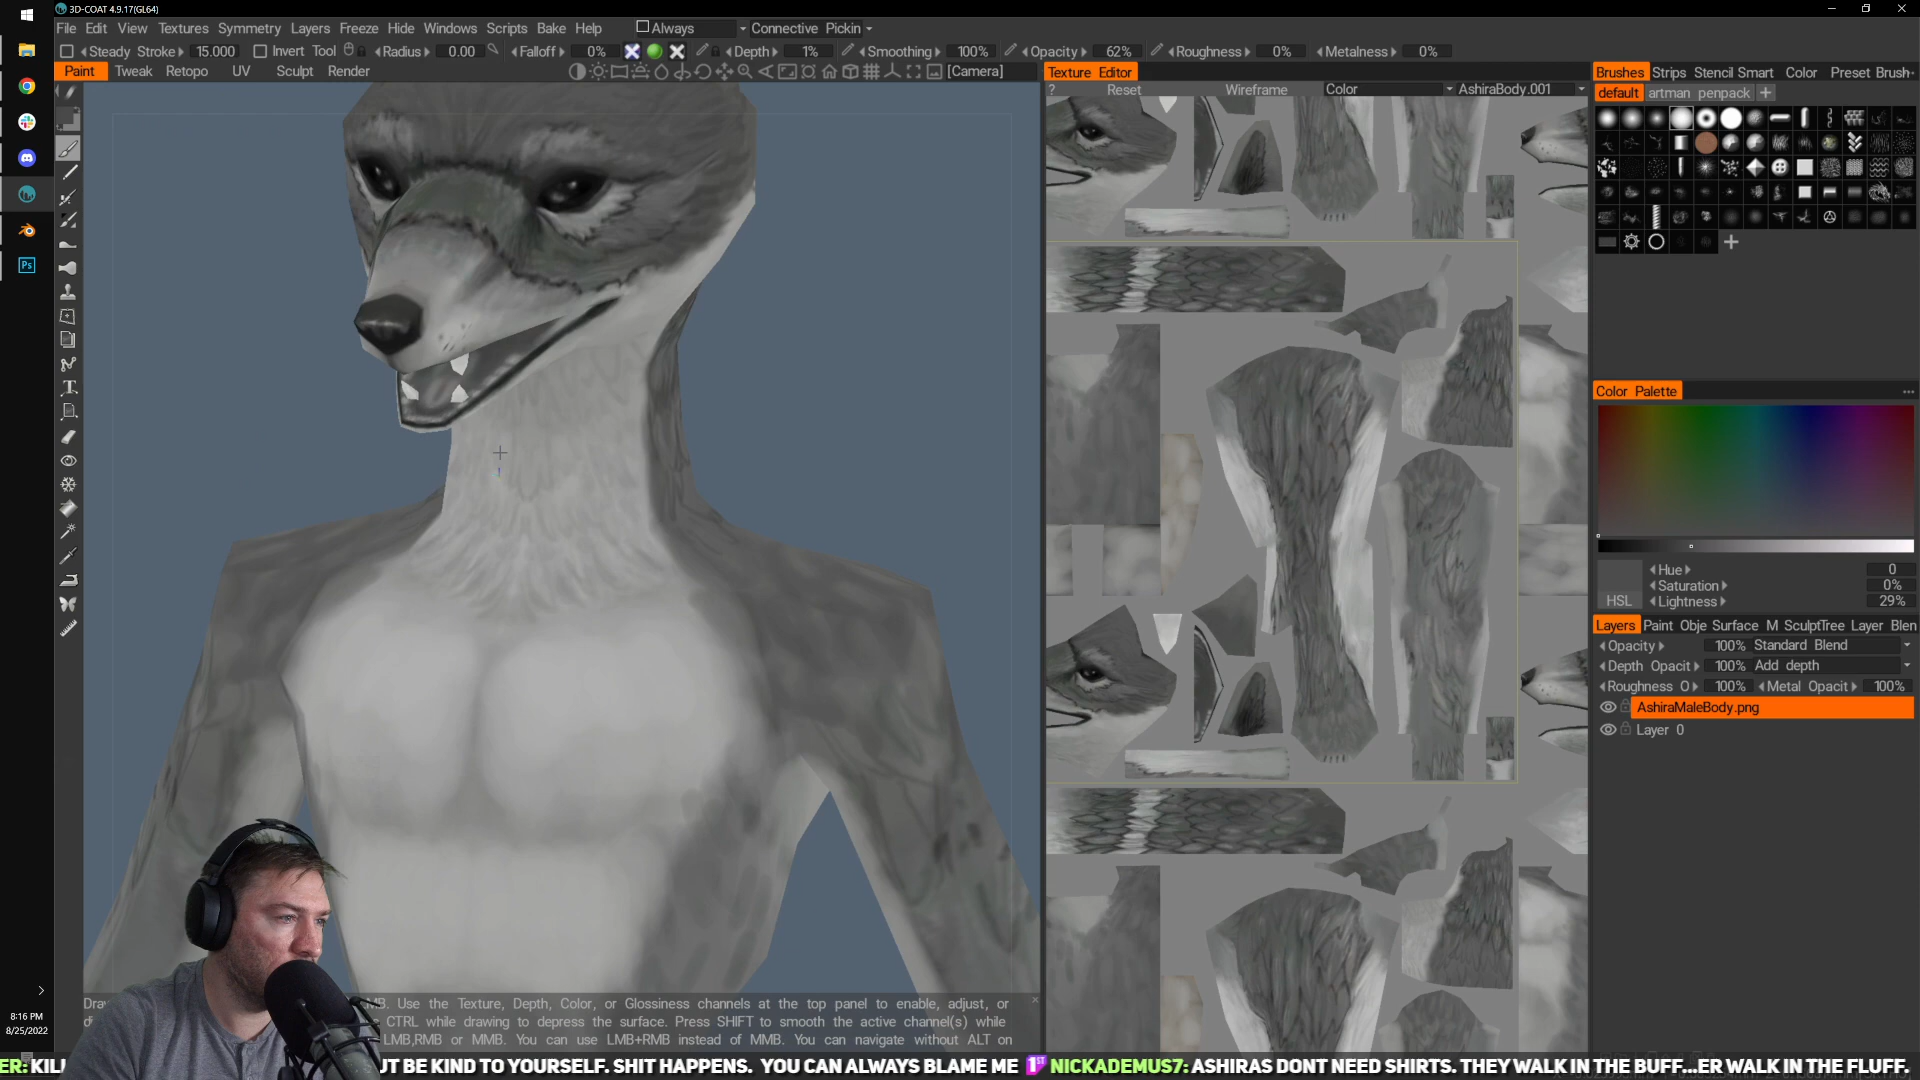 3D-COAT 4.9.17(GL64)
File Edit View Textures Symmetry Layers Freeze Hide Windows Scripts Bake Help Always Connective Pickin
Steady Stroke 15.000 Invert Tool Radius 0.00 Falloff 0% Depth 1% Smoothing 100% Opacity 62% Roughness 0% Metalness 0%
Paint Tweak Retopo UV Sculpt Render [Camera]
Texture Editor
? Reset Wireframe Color AshiraBody.001
Brushes Strips Stencil Smart Color Preset Brush
default artman penpack +
Color Palette
Hue 0
Saturation 0%
HSL Lightness 29%
Layers Paint Obje Surface M SculptTree Layer Blen
Opacity 100% Standard Blend
Depth Opacit 100% Add depth
Roughness O 100% Metal Opacit 100%
AshiraMaleBody.png
Layer 0
Ps
T
Drav MB. Use the Texture, Depth, Color, or Glossiness channels at the top panel to enable, adjust, or
CTRL while drawing to depress the surface. Press SHIFT to smooth the active channel(s) while
LMB,RMB or MMB. You can use LMB+RMB instead of MMB. You can navigate without ALT on
8:16 PM
8/25/2022
ER: KILL UT BE KIND TO YOURSELF. SHIT HAPPENS. YOU CAN ALWAYS BLAME ME 1ST NICKADEMUS7: ASHIRAS DONT NEED SHIRTS. THEY WALK IN THE BUFF...ER WALK IN THE FLUFF.